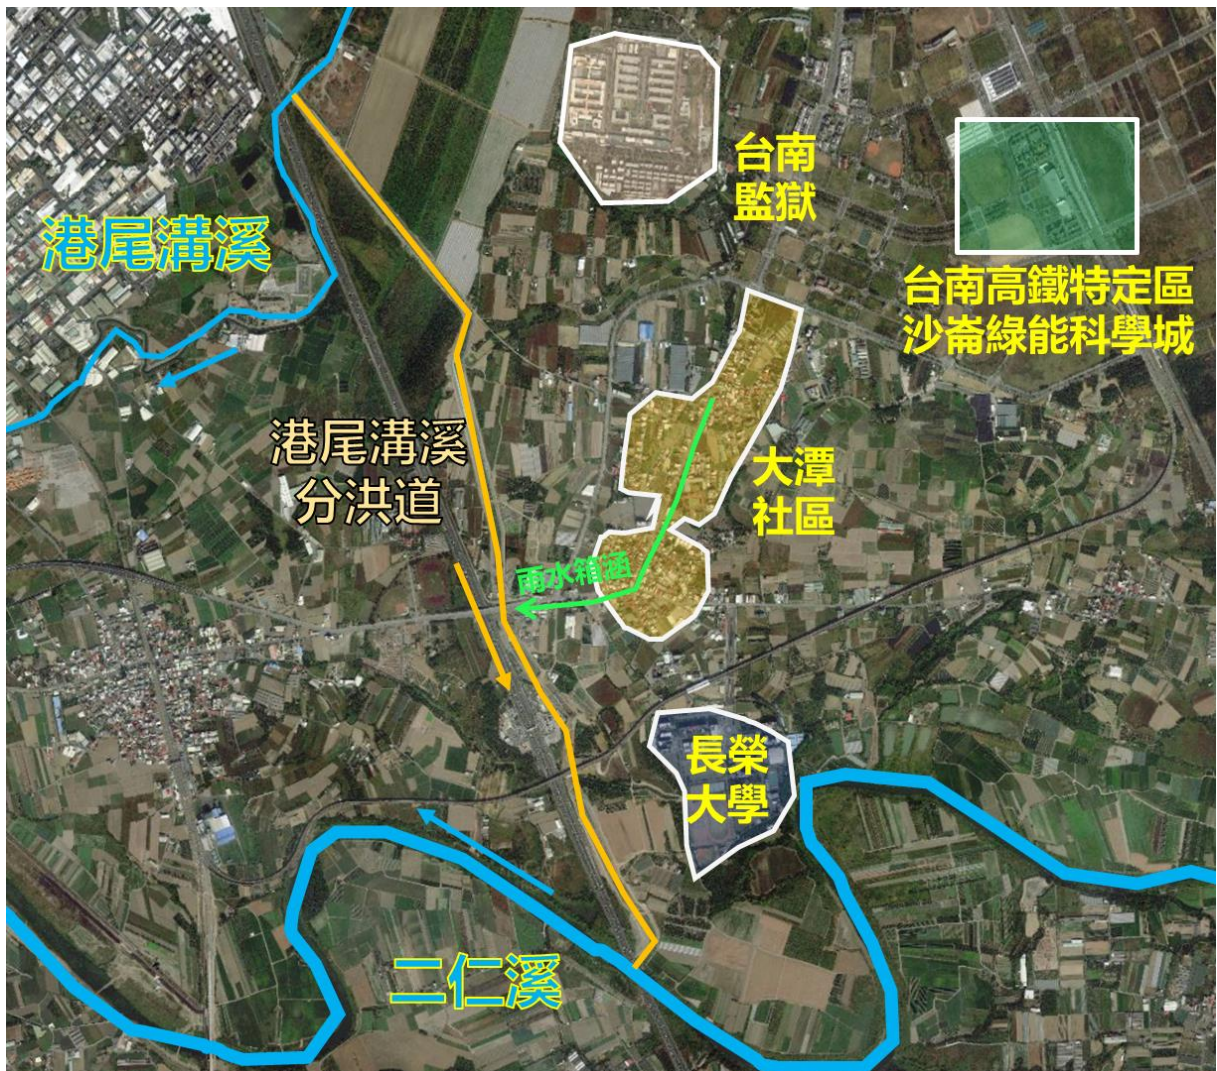 台南
監獄
港尾溝溪
台南高鐵特定區
沙崙綠能科學城
港尾溝溪
分洪道
大潭
社區
雨水箱涵
長榮
大學
二仁溪